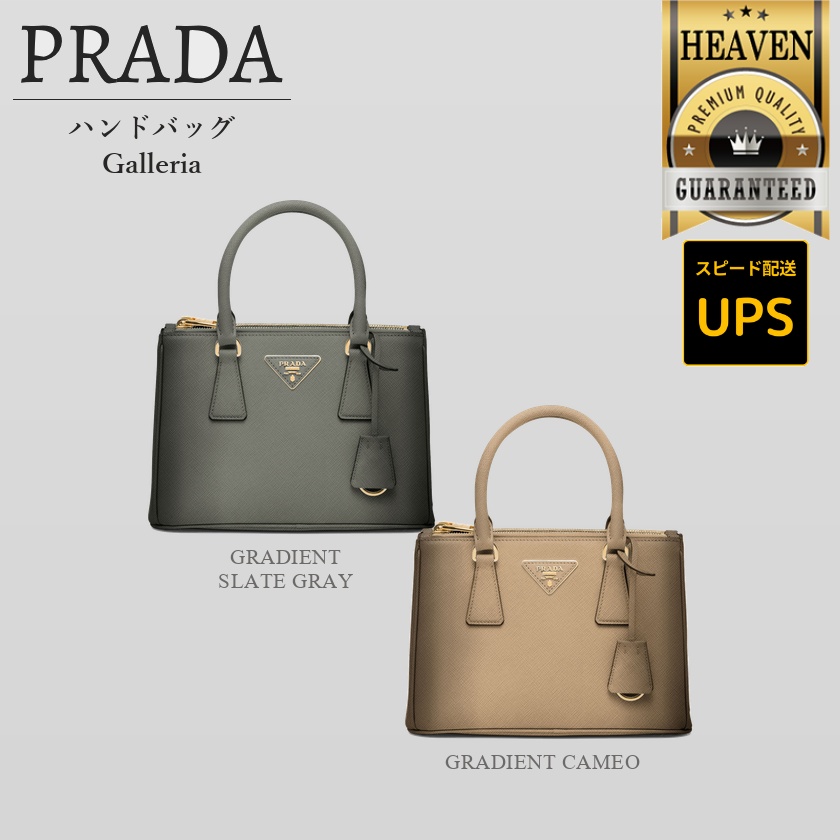 PRADA
ハンドバッグ
Galleria
HEAVEN
PREMIUM QUALITY
GUARANTEED
スピード配送
UPS
PRADA
GRADIENT
SLATE GRAY
PRADA
GRADIENT CAMEO